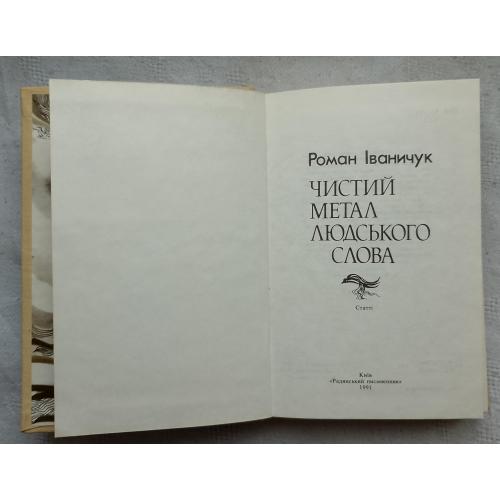 Роман Іваничук
ЧИСТИЙ
МЕТАЛ
ЛЮДСЬКОГО
СЛОВА
Статті
Київ
«Радянський письменник»
1991